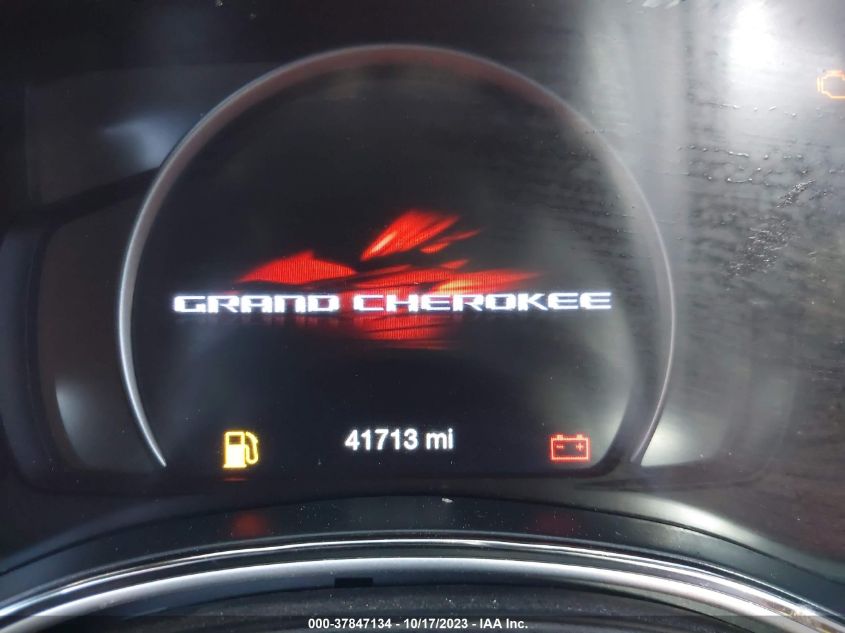 GRAND CHEROKEE
41713 mi
000-37847134 - 10/17/2023 - IAA Inc.